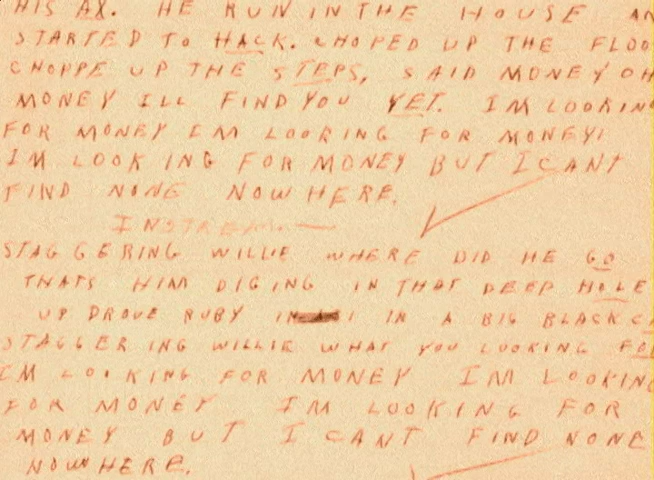 HIS AX. HE RUN IN THE HOUSE AN
STARTED TO HACK. CHOPED UP THE FLOO
CHOPPE UP THE STEPS, SAID MONEY OH
MONEY ILL FIND YOU YET. IM LOOKING
FOR MONEY IM LOOKING FOR MONEY!
IM LOOKING FOR MONEY BUT I CANT
FIND NONE NOWHERE.
INSTREAM.—
STAGGERING WILLIE WHERE DID HE GO
THATS HIM DIGING IN THAT DEEP HOLE
UP DROVE RUBY IN A BIG BLACK CA
STAGGERING WILLIE WHAT YOU LOOKING FO
IM LOOKING FOR MONEY IM LOOKING
FOR MONEY IM LOOKING FOR
MONEY BUT I CANT FIND NONE
NOWHERE.